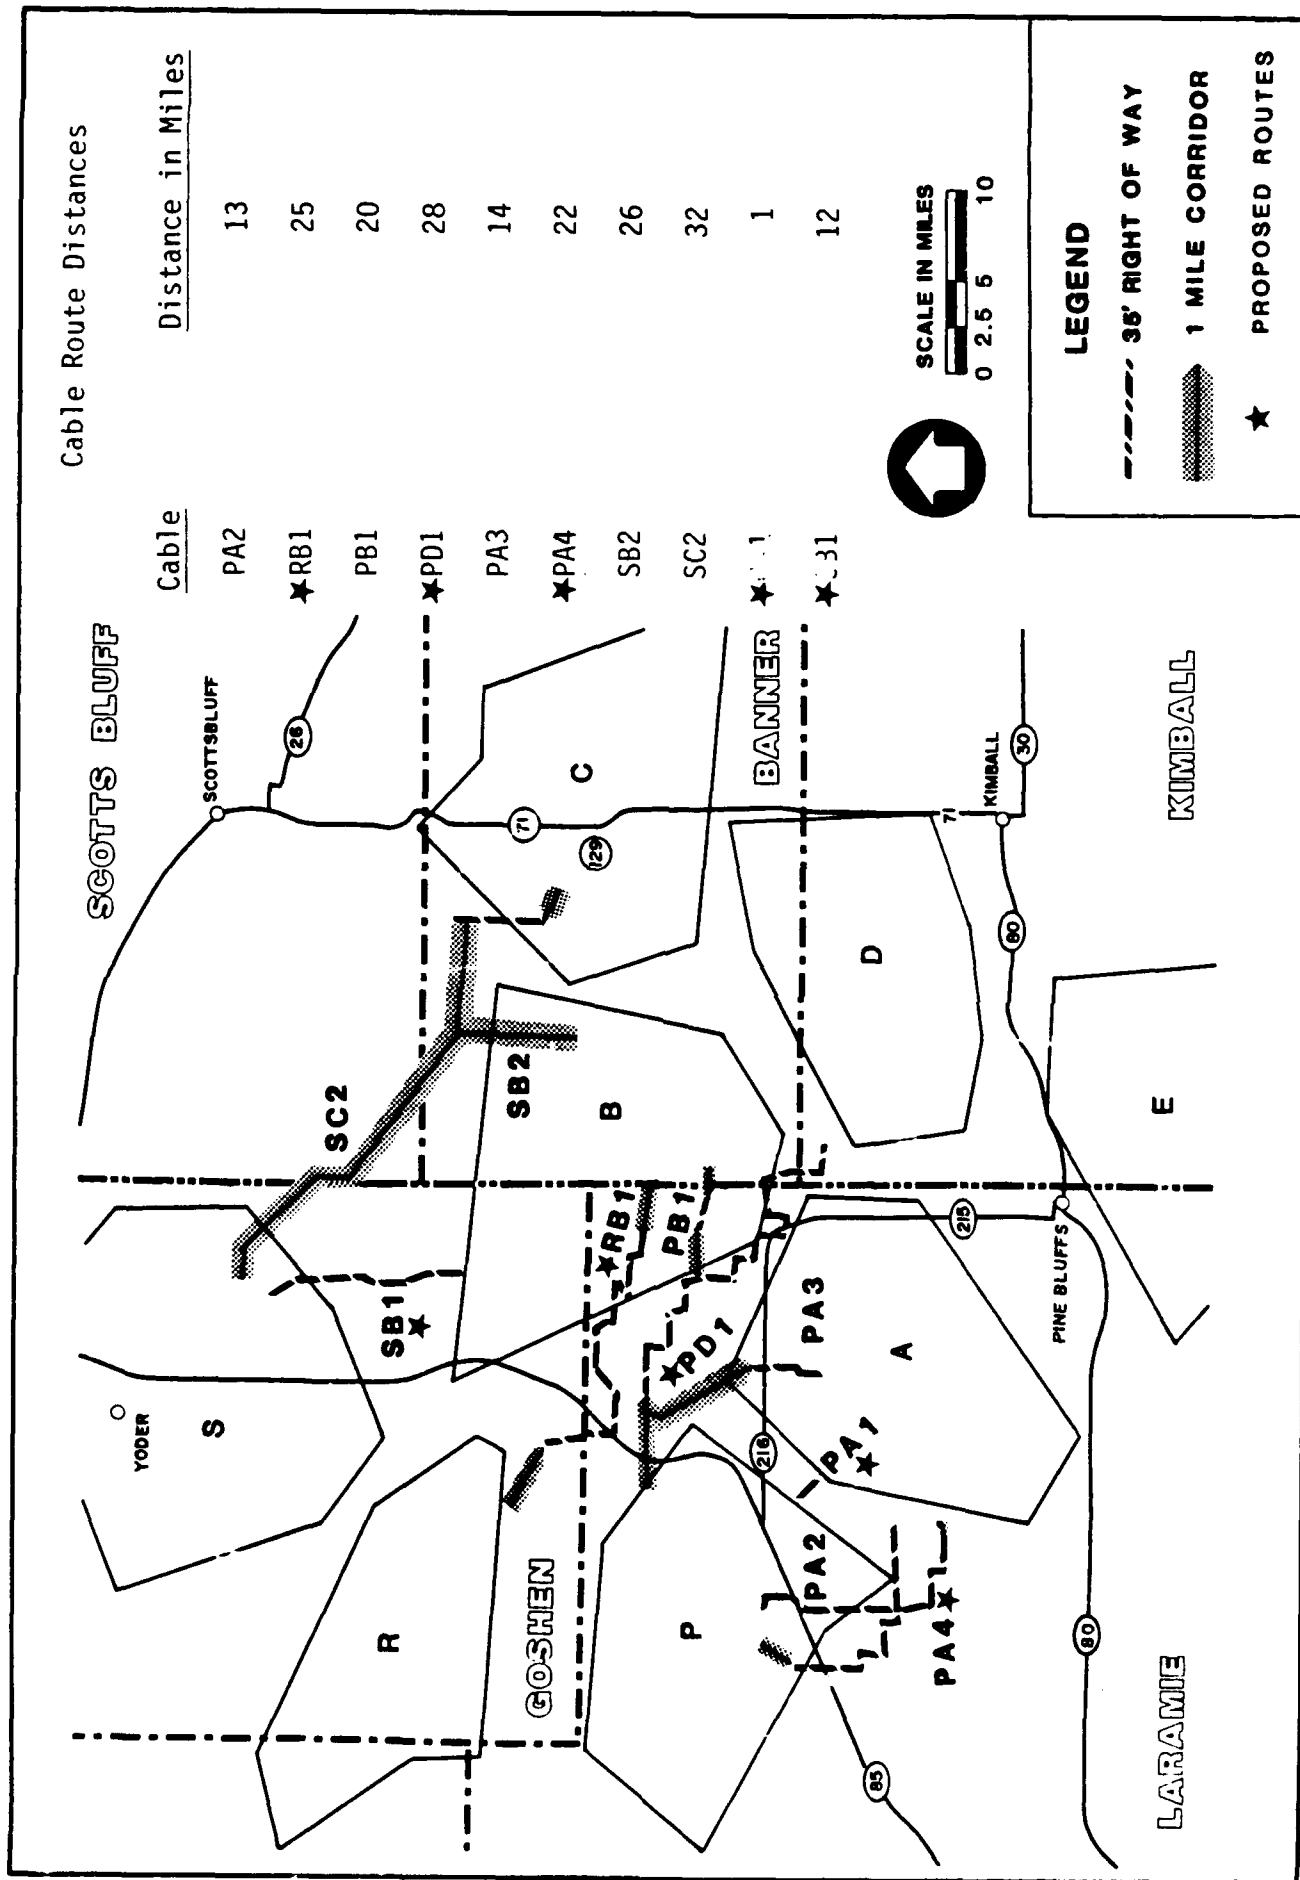 Cable Route Distances
Cable Distance in Miles
PA2 13
★RB1 25
PB1 20
★PD1 28
PA3 14
★PA4 22
SB2 26
SC2 32
★ 1
★ 12
SCALE IN MILES
0 2.5 5 10
LEGEND
35' RIGHT OF WAY
1 MILE CORRIDOR
★ PROPOSED ROUTES
SCOTTS BLUFF
SCOTTSBLUFF
26
C
71
129
BANNER
71
KIMBALL
30
KIMBALL
80
D
SC2
SB2
B
E
★RB1
PB1
215
PINE BLUFFS
SB1
★
★PD1
PA3
A
YODER
S
216
PA1
★
GOSHEN
PA2
R
P
PA4★
80
85
LARAMIE